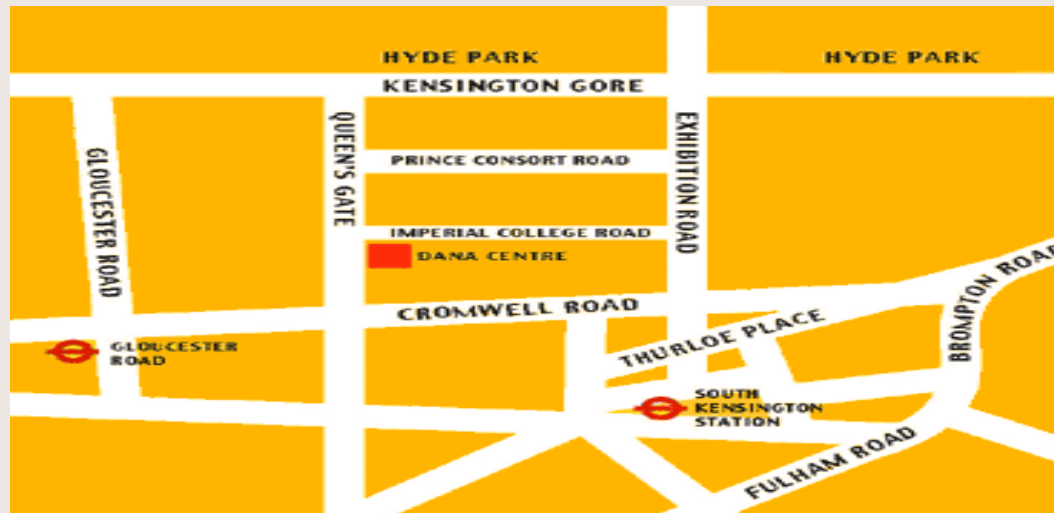 HYDE PARK
HYDE PARK
KENSINGTON GORE
QUEEN'S GATE
EXHIBITION ROAD
GLOUCESTER ROAD
PRINCE CONSORT ROAD
IMPERIAL COLLEGE ROAD
DANA CENTRE
CROMWELL ROAD
THURLOE PLACE
BROMPTON ROAD
GLOUCESTER
ROAD
SOUTH
KENSINGTON
STATION
FULHAM ROAD